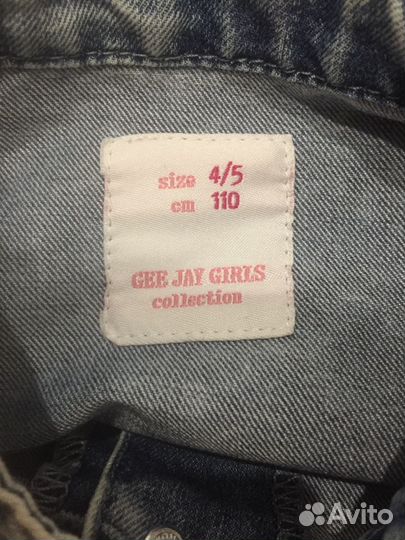 size 4/5
cm 110
GEE JAY GIRLS
collection
Avito